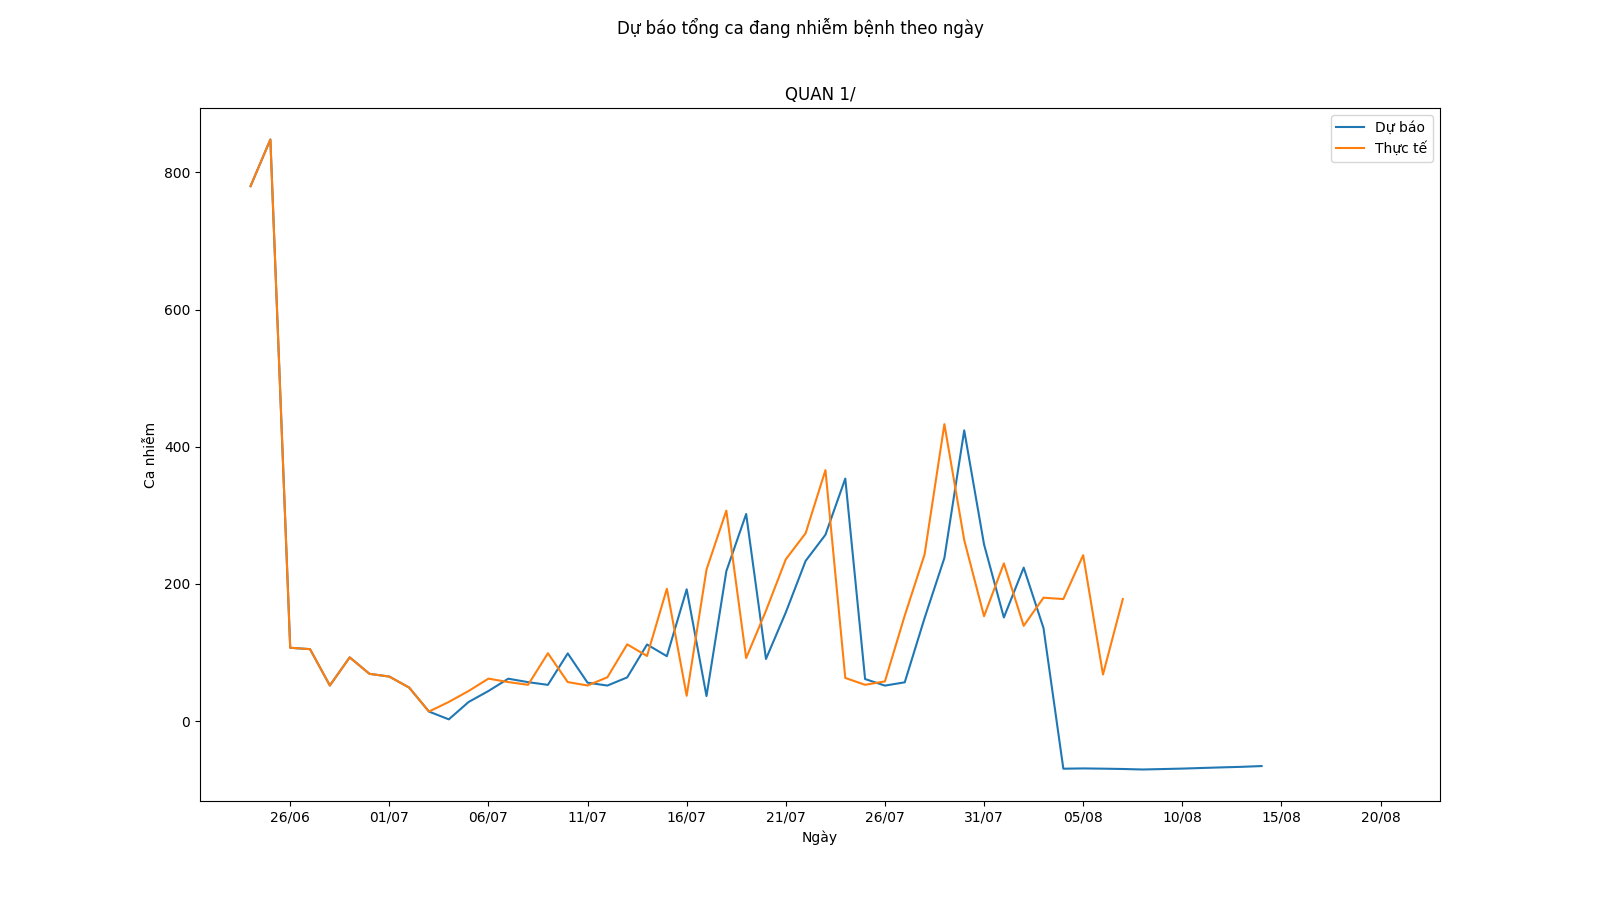 Dự báo tổng ca đang nhiễm bệnh theo ngày
QUAN 1/
Dự báo
Thực tế
800
600
400
200
0
Ca nhiễm
26/06 01/07 06/07 11/07 16/07 21/07 26/07 31/07 05/08 10/08 15/08 20/08
Ngày